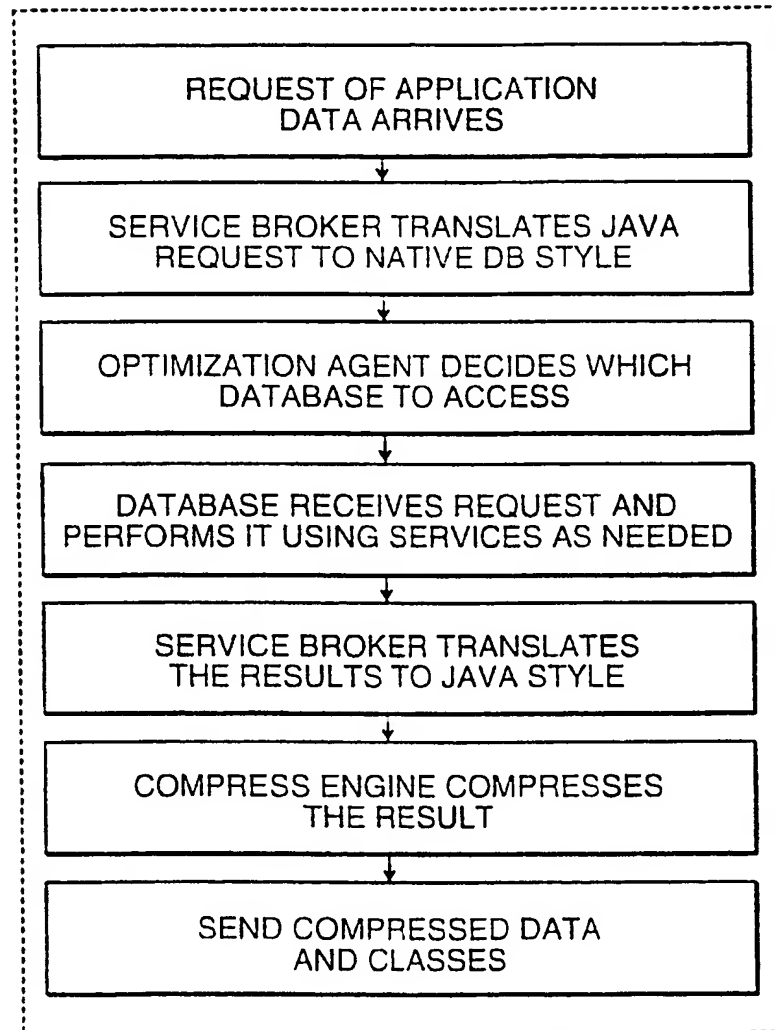 REQUEST OF APPLICATION
DATA ARRIVES
SERVICE BROKER TRANSLATES JAVA
REQUEST TO NATIVE DB STYLE
OPTIMIZATION AGENT DECIDES WHICH
DATABASE TO ACCESS
DATABASE RECEIVES REQUEST AND
PERFORMS IT USING SERVICES AS NEEDED
SERVICE BROKER TRANSLATES
THE RESULTS TO JAVA STYLE
COMPRESS ENGINE COMPRESSES
THE RESULT
SEND COMPRESSED DATA
AND CLASSES